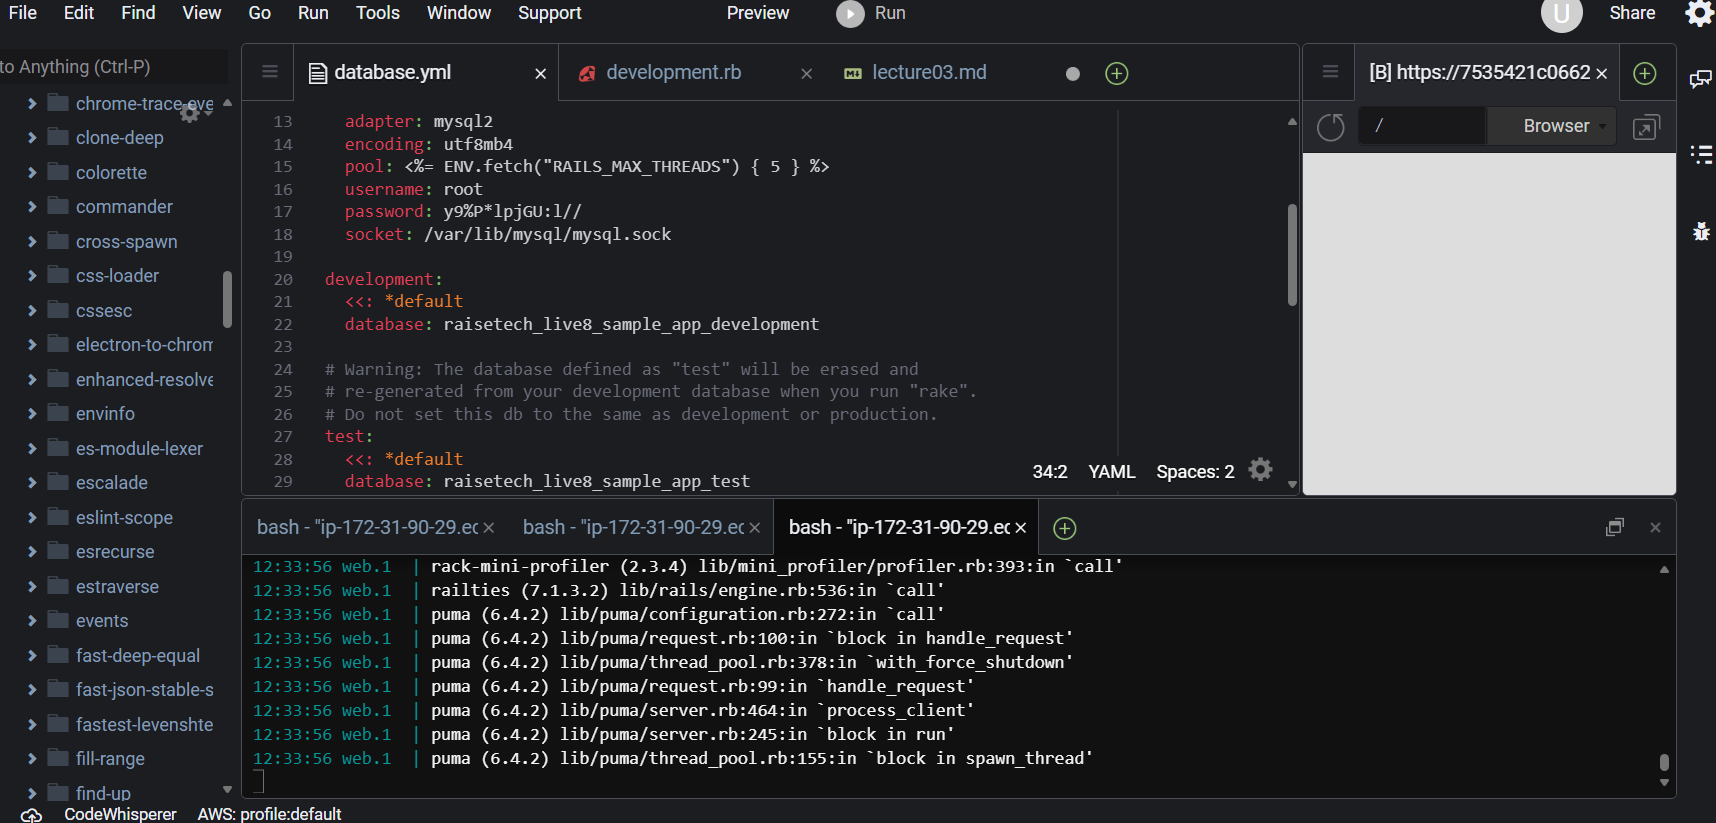 File Edit Find View Go Run Tools Window Support Preview Run U Share
to Anything (Ctrl-P)
chrome-trace-eve
clone-deep
colorette
commander
cross-spawn
css-loader
cssesc
electron-to-chrom
enhanced-resolve
envinfo
es-module-lexer
escalade
eslint-scope
esrecurse
estraverse
events
fast-deep-equal
fast-json-stable-s
fastest-levenshte
fill-range
find-up
database.yml × development.rb × lecture03.md
13 adapter: mysql2
14 encoding: utf8mb4
15 pool: <%= ENV.fetch("RAILS_MAX_THREADS") { 5 } %>
16 username: root
17 password: y9%P*lpjGU:l//
18 socket: /var/lib/mysql/mysql.sock
19
20 development:
21 <<: *default
22 database: raisetech_live8_sample_app_development
23
24 # Warning: The database defined as "test" will be erased and
25 # re-generated from your development database when you run "rake".
26 # Do not set this db to the same as development or production.
27 test:
28 <<: *default
29 database: raisetech_live8_sample_app_test
34:2 YAML Spaces: 2
[B] https://7535421c0662 ×
/ Browser
bash - "ip-172-31-90-29.ec × bash - "ip-172-31-90-29.ec × bash - "ip-172-31-90-29.ec ×
12:33:56 web.1 | rack-mini-profiler (2.3.4) lib/mini_profiler/profiler.rb:393:in `call'
12:33:56 web.1 | railties (7.1.3.2) lib/rails/engine.rb:536:in `call'
12:33:56 web.1 | puma (6.4.2) lib/puma/configuration.rb:272:in `call'
12:33:56 web.1 | puma (6.4.2) lib/puma/request.rb:100:in `block in handle_request'
12:33:56 web.1 | puma (6.4.2) lib/puma/thread_pool.rb:378:in `with_force_shutdown'
12:33:56 web.1 | puma (6.4.2) lib/puma/request.rb:99:in `handle_request'
12:33:56 web.1 | puma (6.4.2) lib/puma/server.rb:464:in `process_client'
12:33:56 web.1 | puma (6.4.2) lib/puma/server.rb:245:in `block in run'
12:33:56 web.1 | puma (6.4.2) lib/puma/thread_pool.rb:155:in `block in spawn_thread'
CodeWhisperer AWS: profile:default